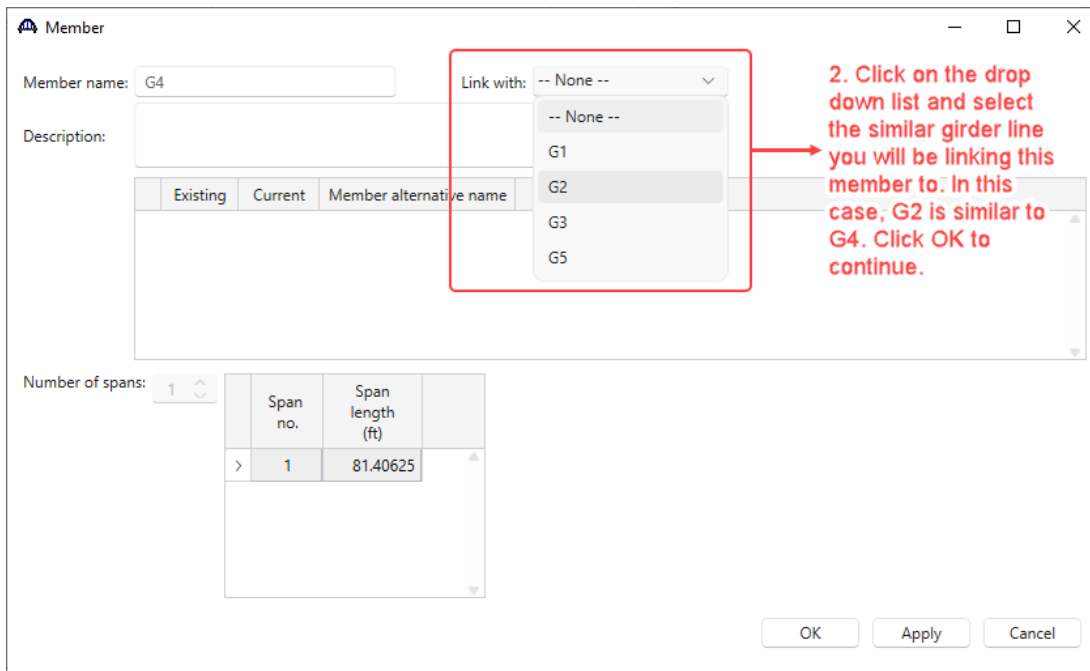 Member
Member name: G4
Link with: -- None --
-- None --
G1
G2
G3
G5
Description:
Existing Current Member alternative name
2. Click on the drop
down list and select
the similar girder line
you will be linking this
member to. In this
case, G2 is similar to
G4. Click OK to
continue.
Number of spans: 1
Span
no.
Span
length
(ft)
1 81.40625
OK Apply Cancel